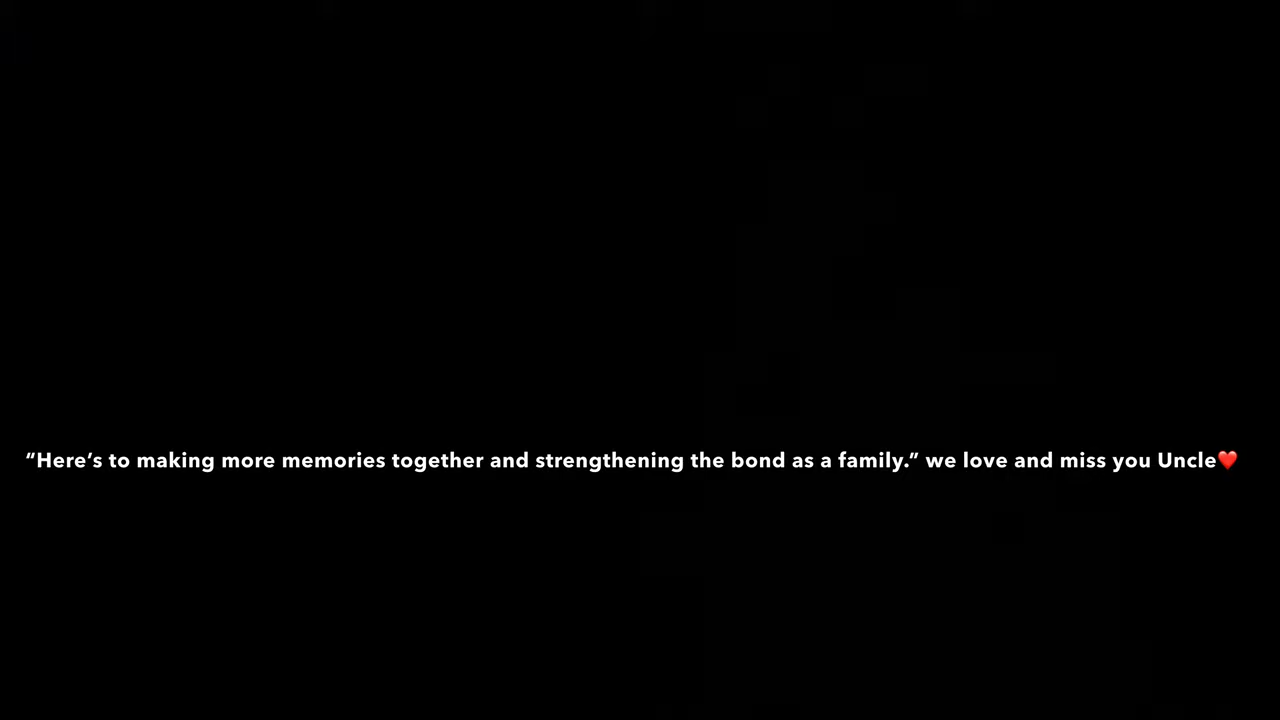 “Here’s to making more memories together and strengthening the bond as a family.” we love and miss you Uncle❤️